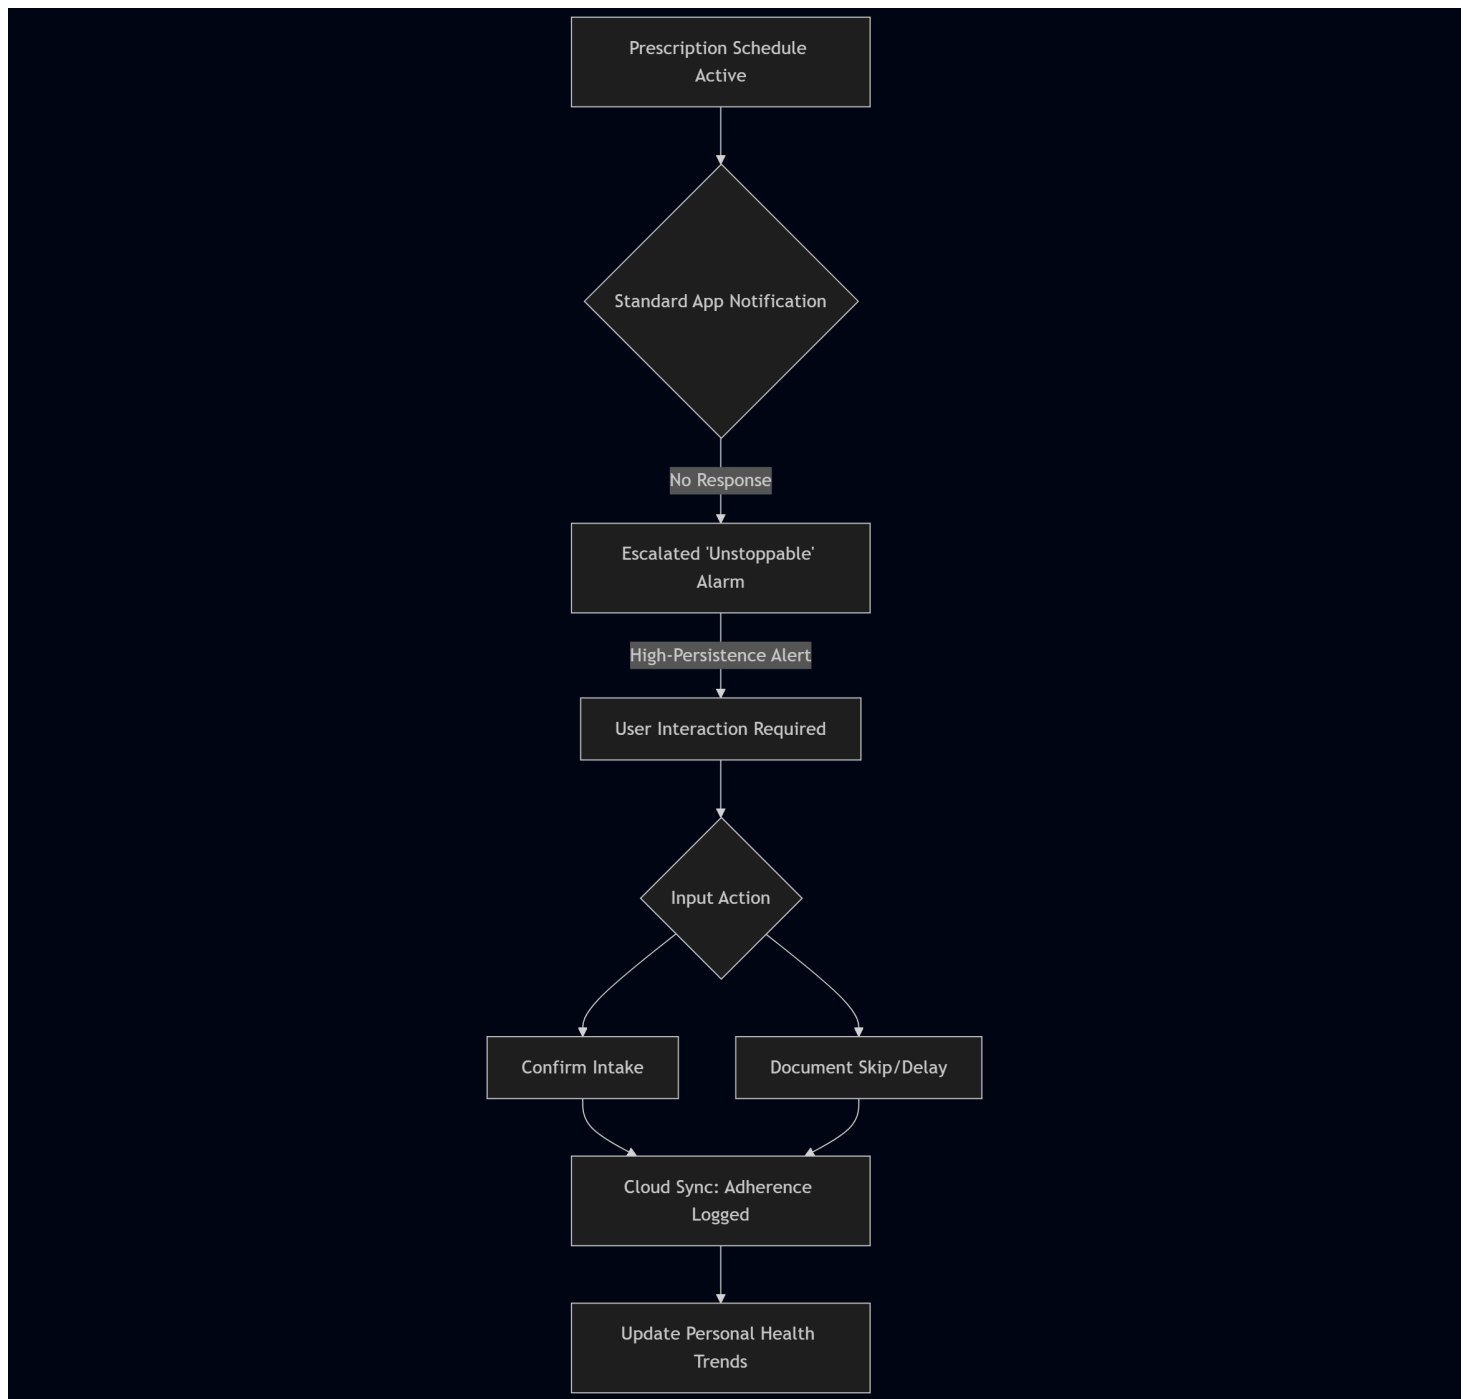 Prescription Schedule
Active
Standard App Notification
No Response
Escalated 'Unstoppable'
Alarm
High-Persistence Alert
User Interaction Required
Input Action
Confirm Intake
Document Skip/Delay
Cloud Sync: Adherence
Logged
Update Personal Health
Trends